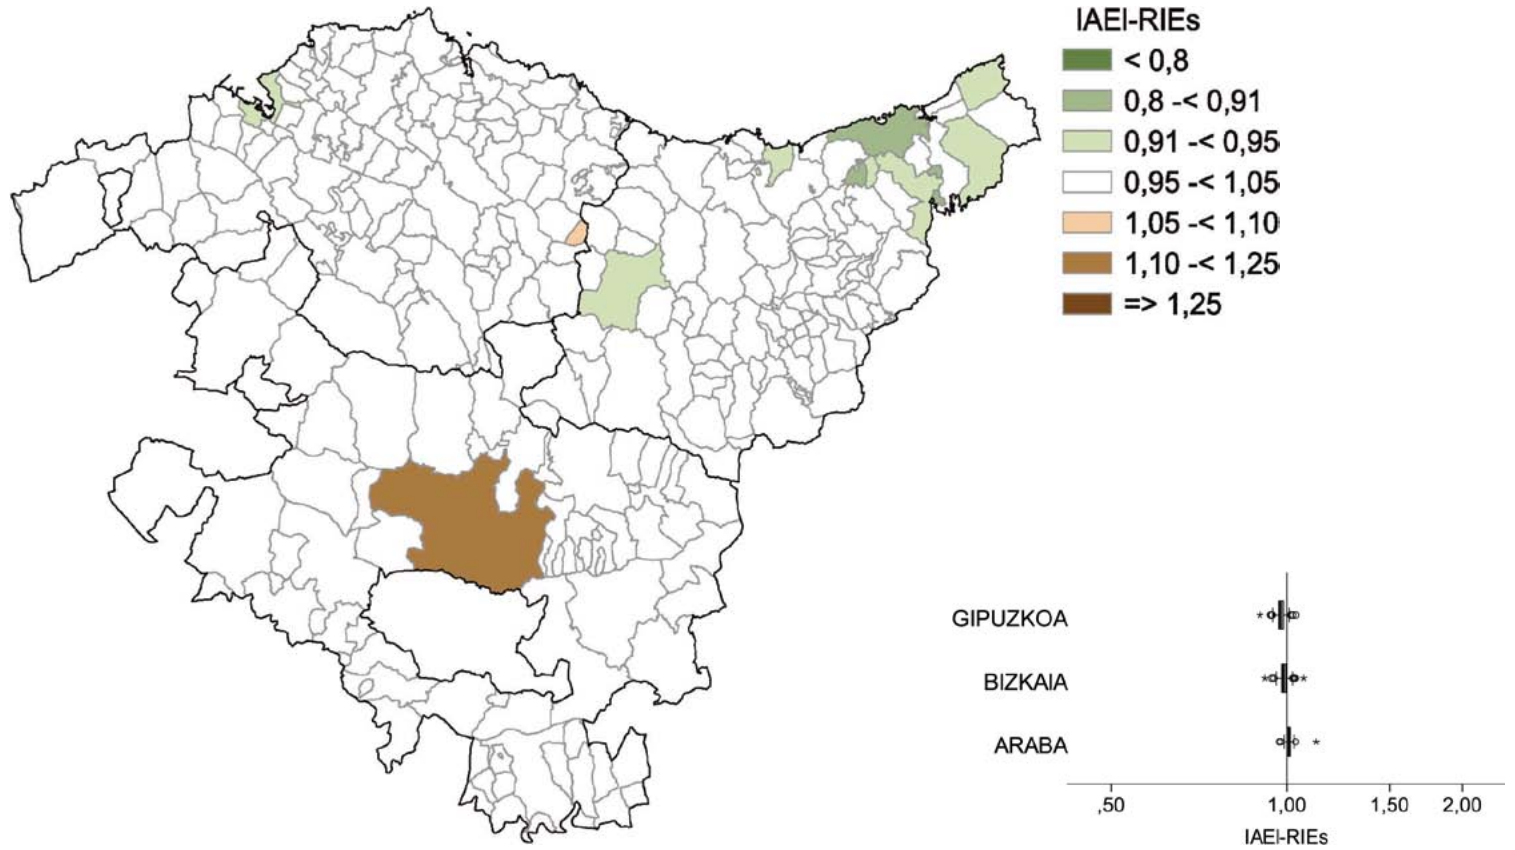 IAEI-RIEs
< 0,8
0,8 -< 0,91
0,91 -< 0,95
0,95 -< 1,05
1,05 -< 1,10
1,10 -< 1,25
=> 1,25
GIPUZKOA
BIZKAIA
ARABA
,50 1,00 1,50 2,00
IAEI-RIEs